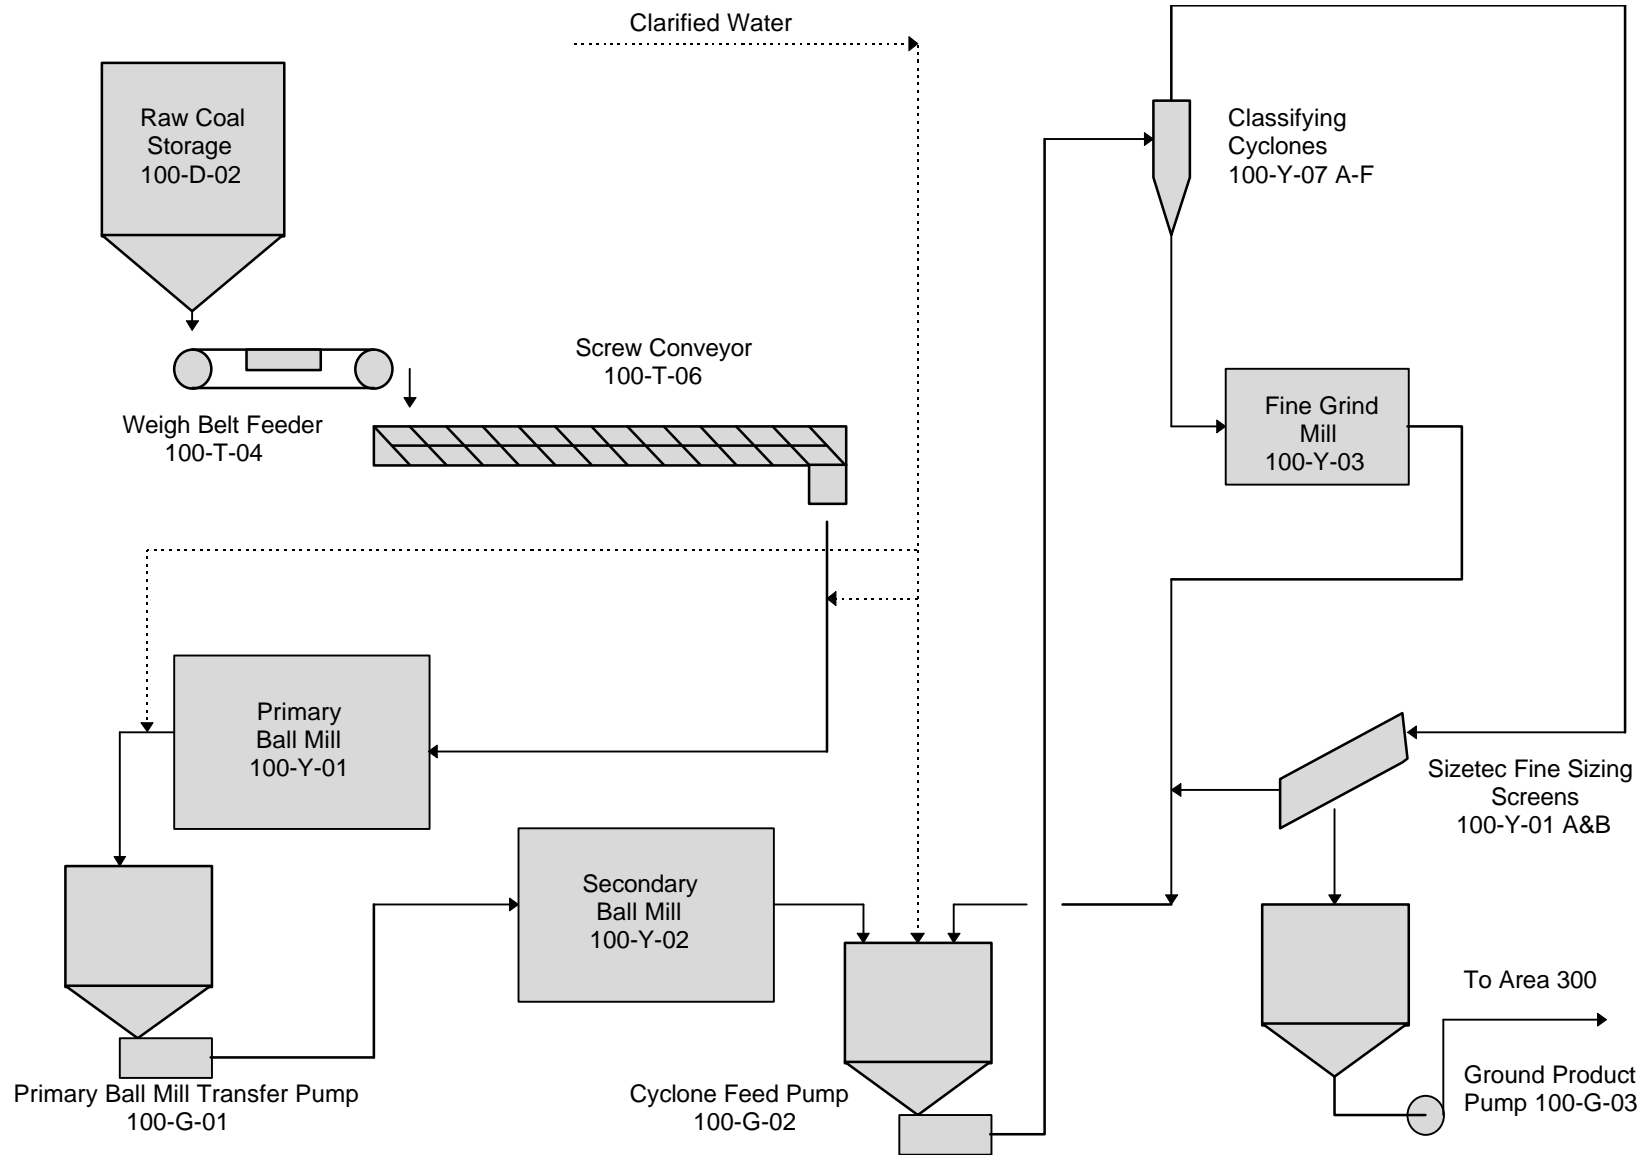 Clarified Water
Raw Coal
Storage
100-D-02
Classifying
Cyclones
100-Y-07 A-F
Screw Conveyor
100-T-06
Weigh Belt Feeder
100-T-04
Fine Grind
Mill
100-Y-03
Primary
Ball Mill
100-Y-01
Sizetec Fine Sizing
Screens
100-Y-01 A&B
Secondary
Ball Mill
100-Y-02
To Area 300
Primary Ball Mill Transfer Pump
100-G-01
Cyclone Feed Pump
100-G-02
Ground Product
Pump 100-G-03